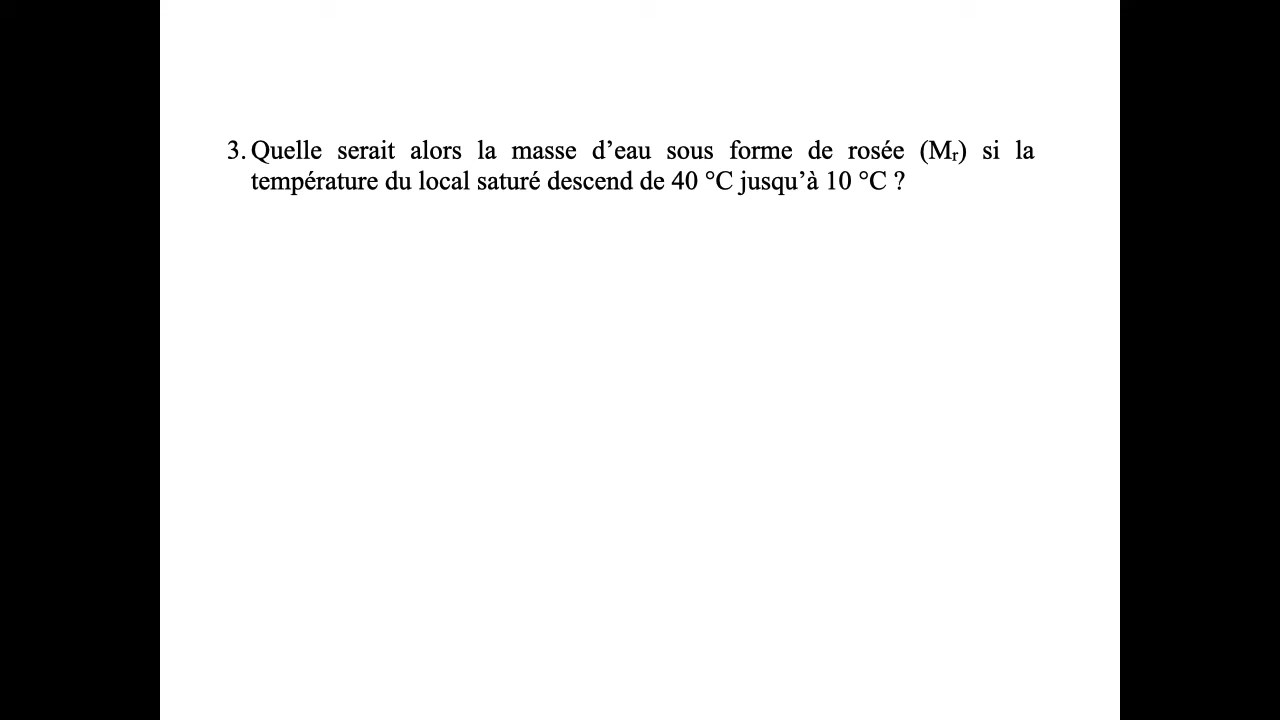 3. Quelle serait alors la masse d’eau sous forme de rosée (Mᵣ) si la
température du local saturé descend de 40 °C jusqu’à 10 °C ?